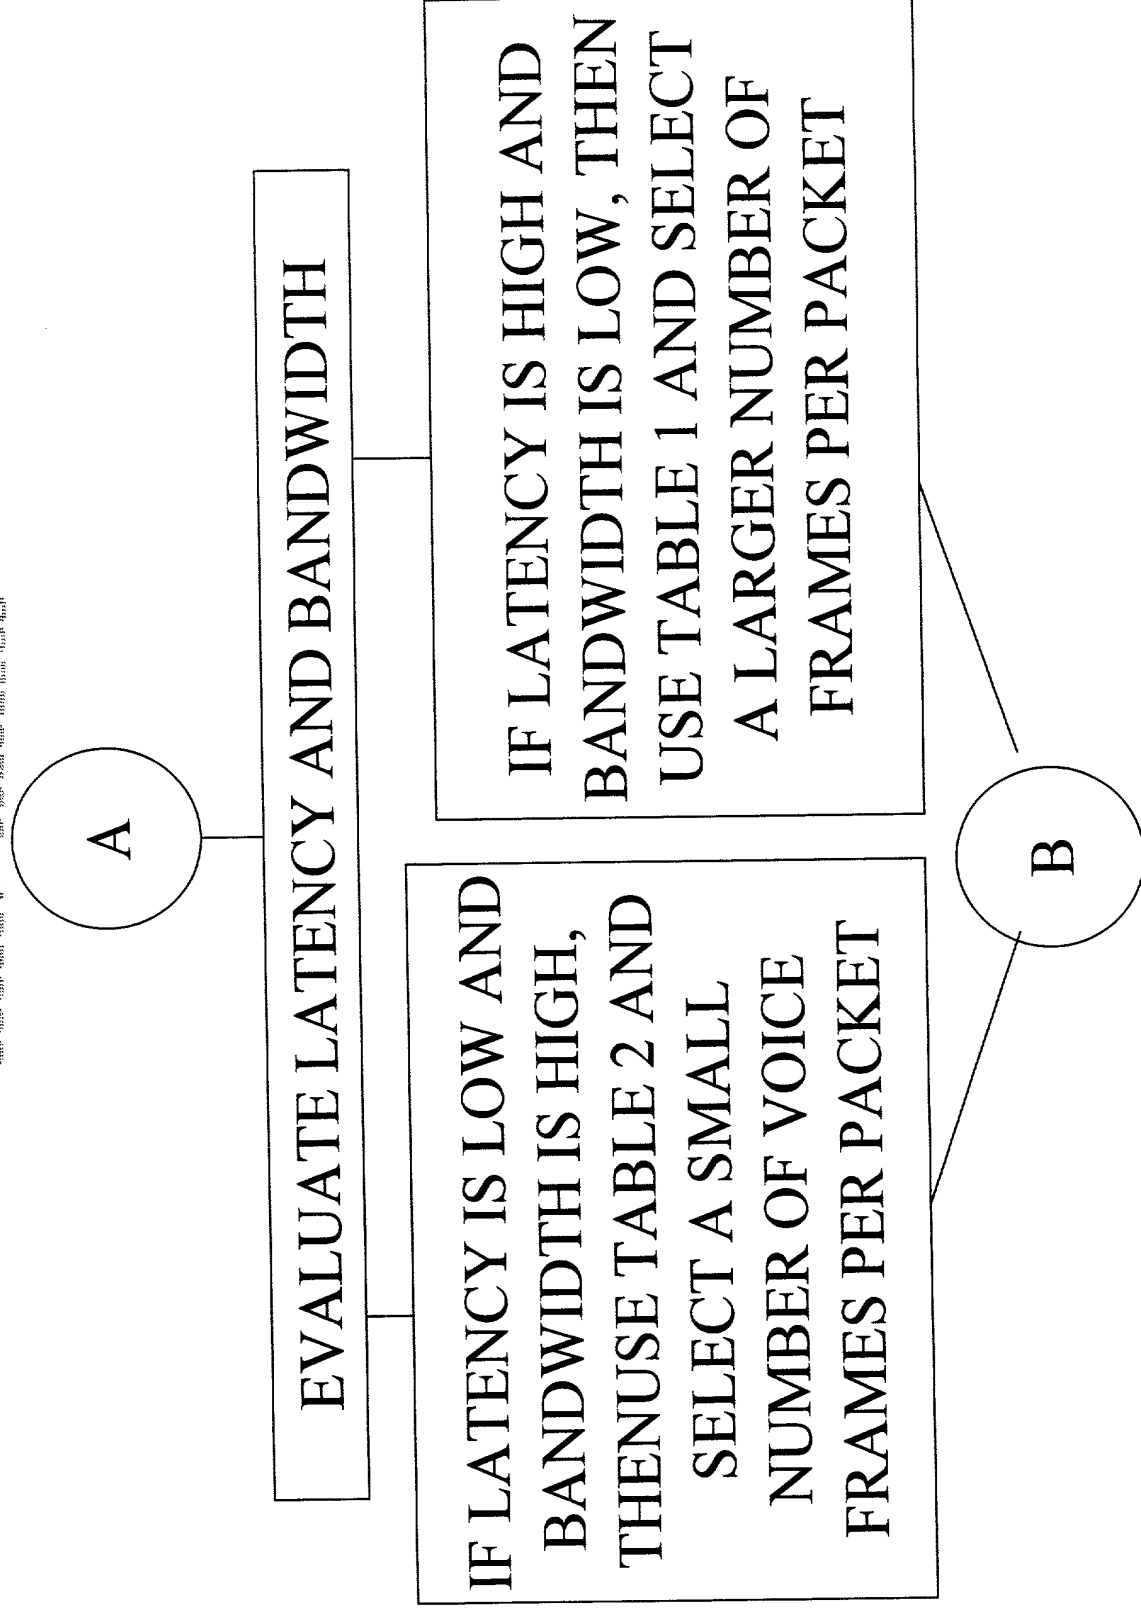 A
EVALUATE LATENCY AND BANDWIDTH
IF LATENCY IS LOW AND
BANDWIDTH IS HIGH,
THENUSE TABLE 2 AND
SELECT A SMALL
NUMBER OF VOICE
FRAMES PER PACKET
IF LATENCY IS HIGH AND
BANDWIDTH IS LOW, THEN
USE TABLE 1 AND SELECT
A LARGER NUMBER OF
FRAMES PER PACKET
B